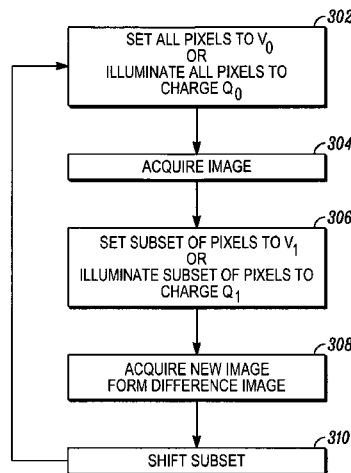 302
SET ALL PIXELS TO V0
OR
ILLUMINATE ALL PIXELS TO
CHARGE Q0
304
ACQUIRE IMAGE
306
SET SUBSET OF PIXELS TO V1
OR
ILLUMINATE SUBSET OF PIXELS TO
CHARGE Q1
308
ACQUIRE NEW IMAGE
FORM DIFFERENCE IMAGE
310
SHIFT SUBSET